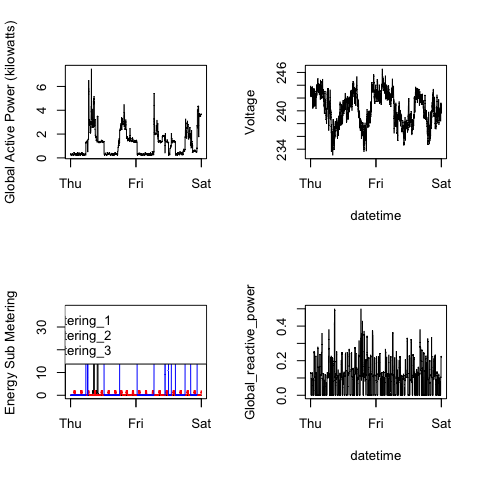 Global Active Power (kilowatts)
6
4
2
0
Thu
Fri
Sat
Voltage
246
240
234
Thu
Fri
Sat
datetime
Energy Sub Metering
30
10
0
tering_1
tering_2
tering_3
Thu
Fri
Sat
Global_reactive_power
0.4
0.2
0.0
Thu
Fri
Sat
datetime